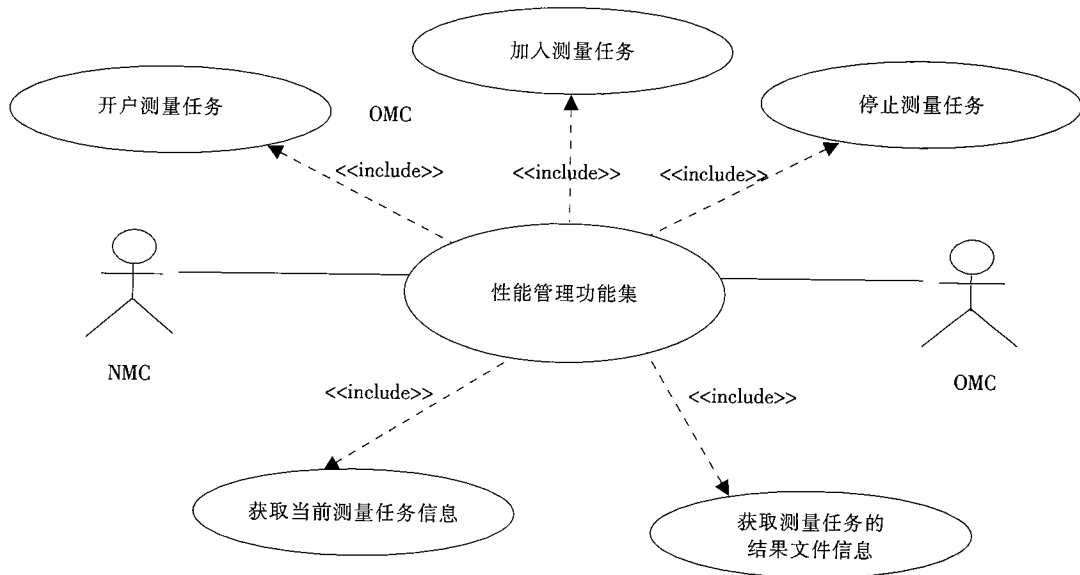 加入测量任务
开户测量任务
OMC
停止测量任务
<<include>>
<<include>>
<<include>>
性能管理功能集
NMC
OMC
<<include>>
<<include>>
获取当前测量任务信息
获取测量任务的
结果文件信息